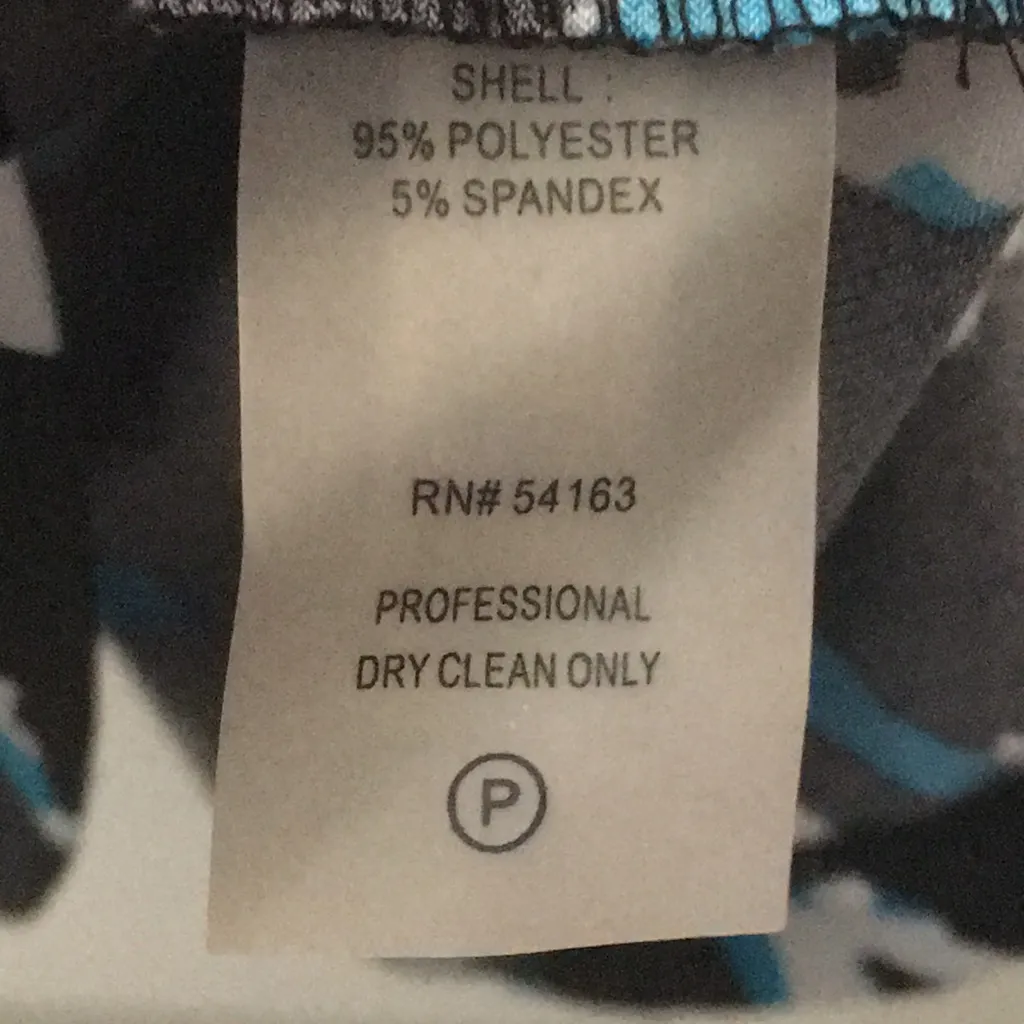 SHELL :
95% POLYESTER
5% SPANDEX
RN# 54163
PROFESSIONAL
DRY CLEAN ONLY
P